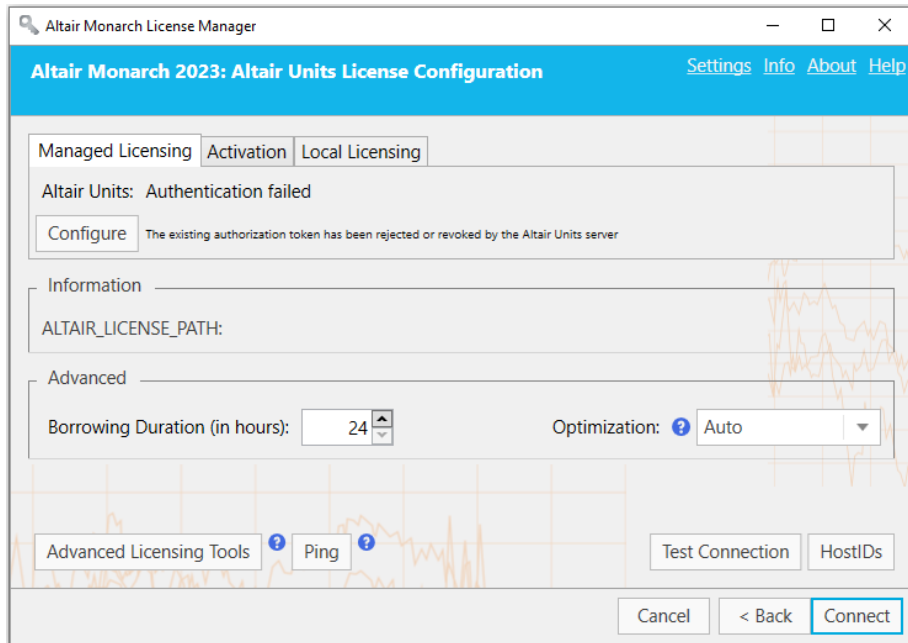 Altair Monarch License Manager
Altair Monarch 2023: Altair Units License Configuration
Settings Info About Help
Managed Licensing Activation Local Licensing
Altair Units: Authentication failed
Configure The existing authorization token has been rejected or revoked by the Altair Units server
Information
ALTAIR_LICENSE_PATH:
Advanced
Borrowing Duration (in hours): 24 Optimization: ? Auto
Advanced Licensing Tools ? Ping ? Test Connection HostIDs
Cancel < Back Connect